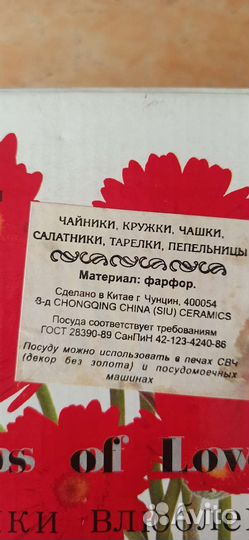 ЧАЙНИКИ, КРУЖКИ, ЧАШКИ,
САЛАТНИКИ, ТАРЕЛКИ, ПЕПЕЛЬНИЦЫ
Материал: фарфор.
Сделано в Китае г. Чунцин, 400054
З-д CHONGQING CHINA (SIU) CERAMICS
Посуда соответствует требованиям
ГОСТ 28390-89 СанПиН 42-123-4240-86
Посуду можно использовать в печах СВЧ
(декор без золота) и посудомоечных
машинах
of
Avito